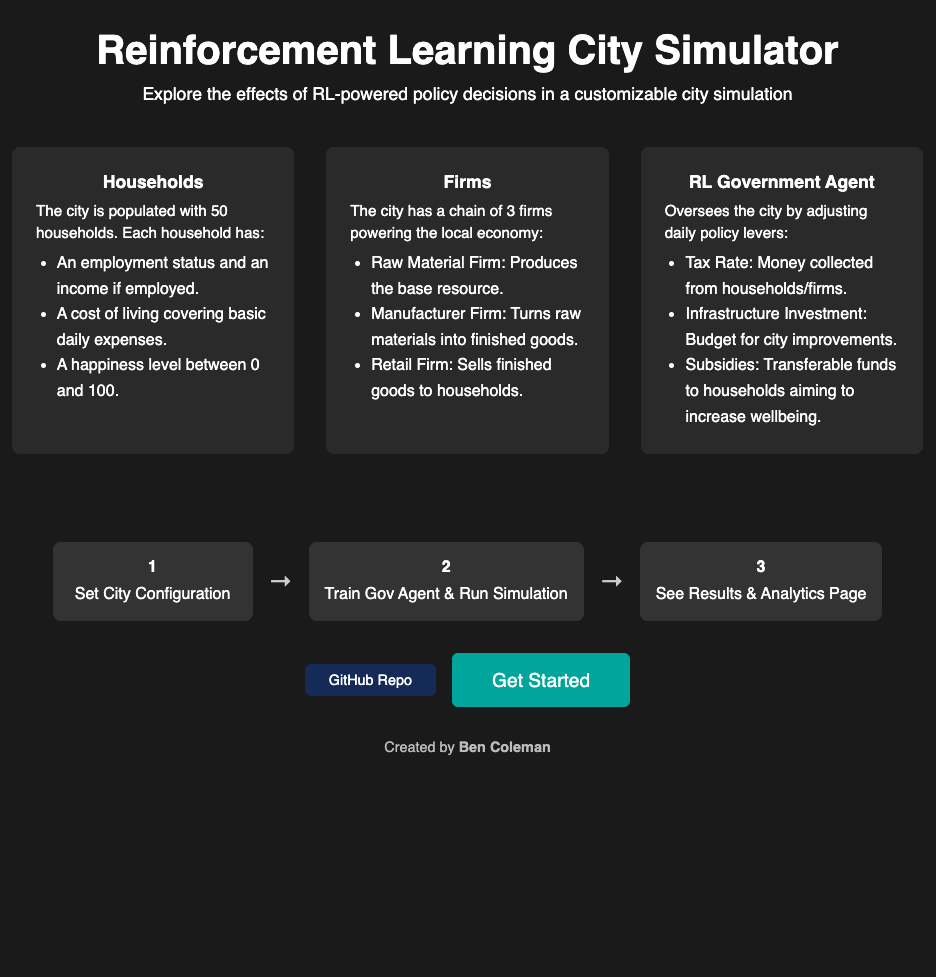 Reinforcement Learning City Simulator
Explore the effects of RL-powered policy decisions in a customizable city simulation
Households
The city is populated with 50
households. Each household has:
• An employment status and an
income if employed.
• A cost of living covering basic
daily expenses.
• A happiness level between 0
and 100.
Firms
The city has a chain of 3 firms
powering the local economy:
• Raw Material Firm: Produces
the base resource.
• Manufacturer Firm: Turns raw
materials into finished goods.
• Retail Firm: Sells finished
goods to households.
RL Government Agent
Oversees the city by adjusting
daily policy levers:
• Tax Rate: Money collected
from households/firms.
• Infrastructure Investment:
Budget for city improvements.
• Subsidies: Transferable funds
to households aiming to
increase wellbeing.
1
Set City Configuration
→
2
Train Gov Agent & Run Simulation
→
3
See Results & Analytics Page
GitHub Repo
Get Started
Created by Ben Coleman